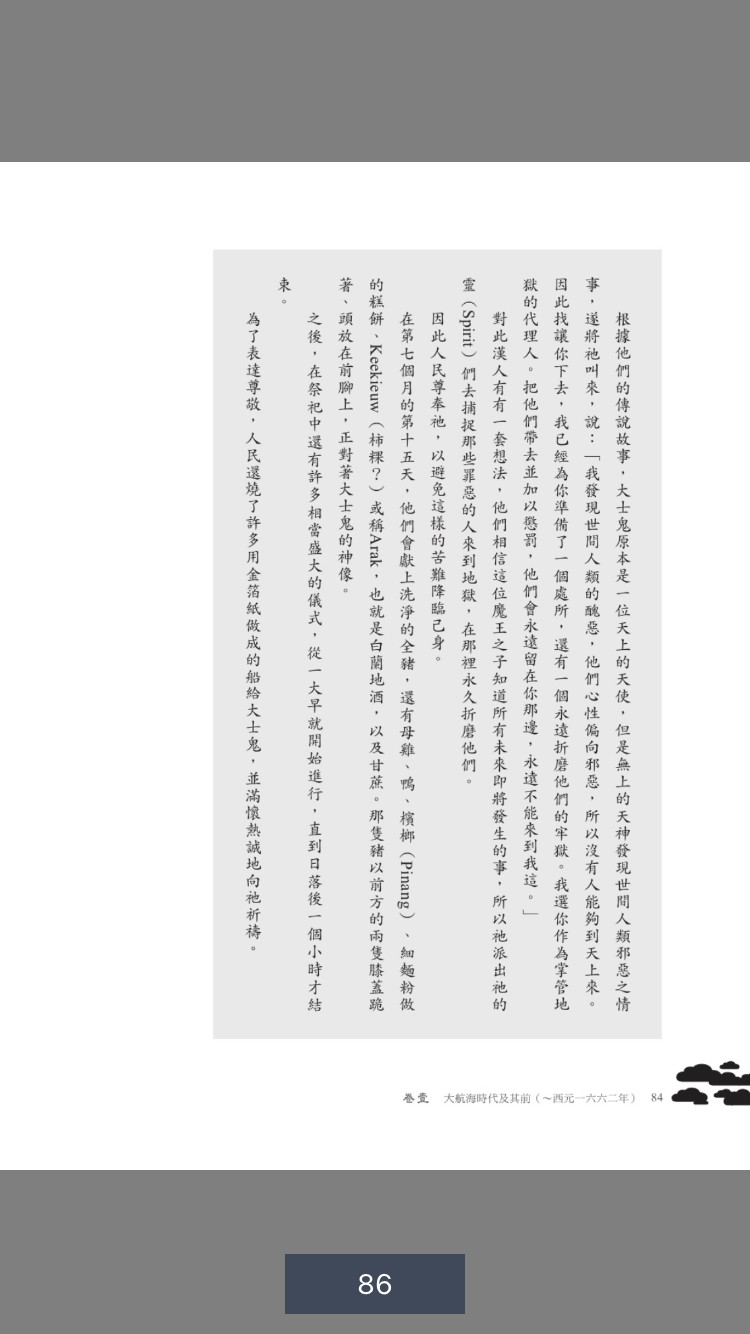 根據他們的傳說故事，大士鬼原本是一位天上的天使，但是無上的天神發現世間人類邪惡之情
事，遂將祂叫來，說：「我發現世間人類的醜惡，他們心性偏向邪惡，所以沒有人能夠到天上來。
因此找讓你下去，我已經為你準備了一個處所，還有一個永遠折磨他們的牢獄。我選你作為掌管地
獄的代理人。把他們帶去並加以懲罰，他們會永遠留在你那邊，永遠不能來到我這。」
對此漢人有有一套想法，他們相信這位魔王之子知道所有未來即將發生的事，所以祂派出祂的
靈（Spirit）們去捕捉那些罪惡的人來到地獄，在那裡永久折磨他們。
因此人民尊奉祂，以避免這樣的苦難降臨己身。
在第七個月的第十五天，他們會獻上洗淨的全豬，還有母雞、鴨、檳榔（Pinang）、細麵粉做
的糕餅、Keekieuw（柿粿？）或稱Arak，也就是白蘭地酒，以及甘蔗。那隻豬以前方的兩隻膝蓋跪
著、頭放在前腳上，正對著大士鬼的神像。
之後，在祭祀中還有許多相當盛大的儀式，從一大早就開始進行，直到日落後一個小時才結
束。
為了表達尊敬，人民還燒了許多用金箔紙做成的船給大士鬼，並滿懷熱誠地向祂祈禱。
卷壹 大航海時代及其前（～西元一六六二年） 84
86